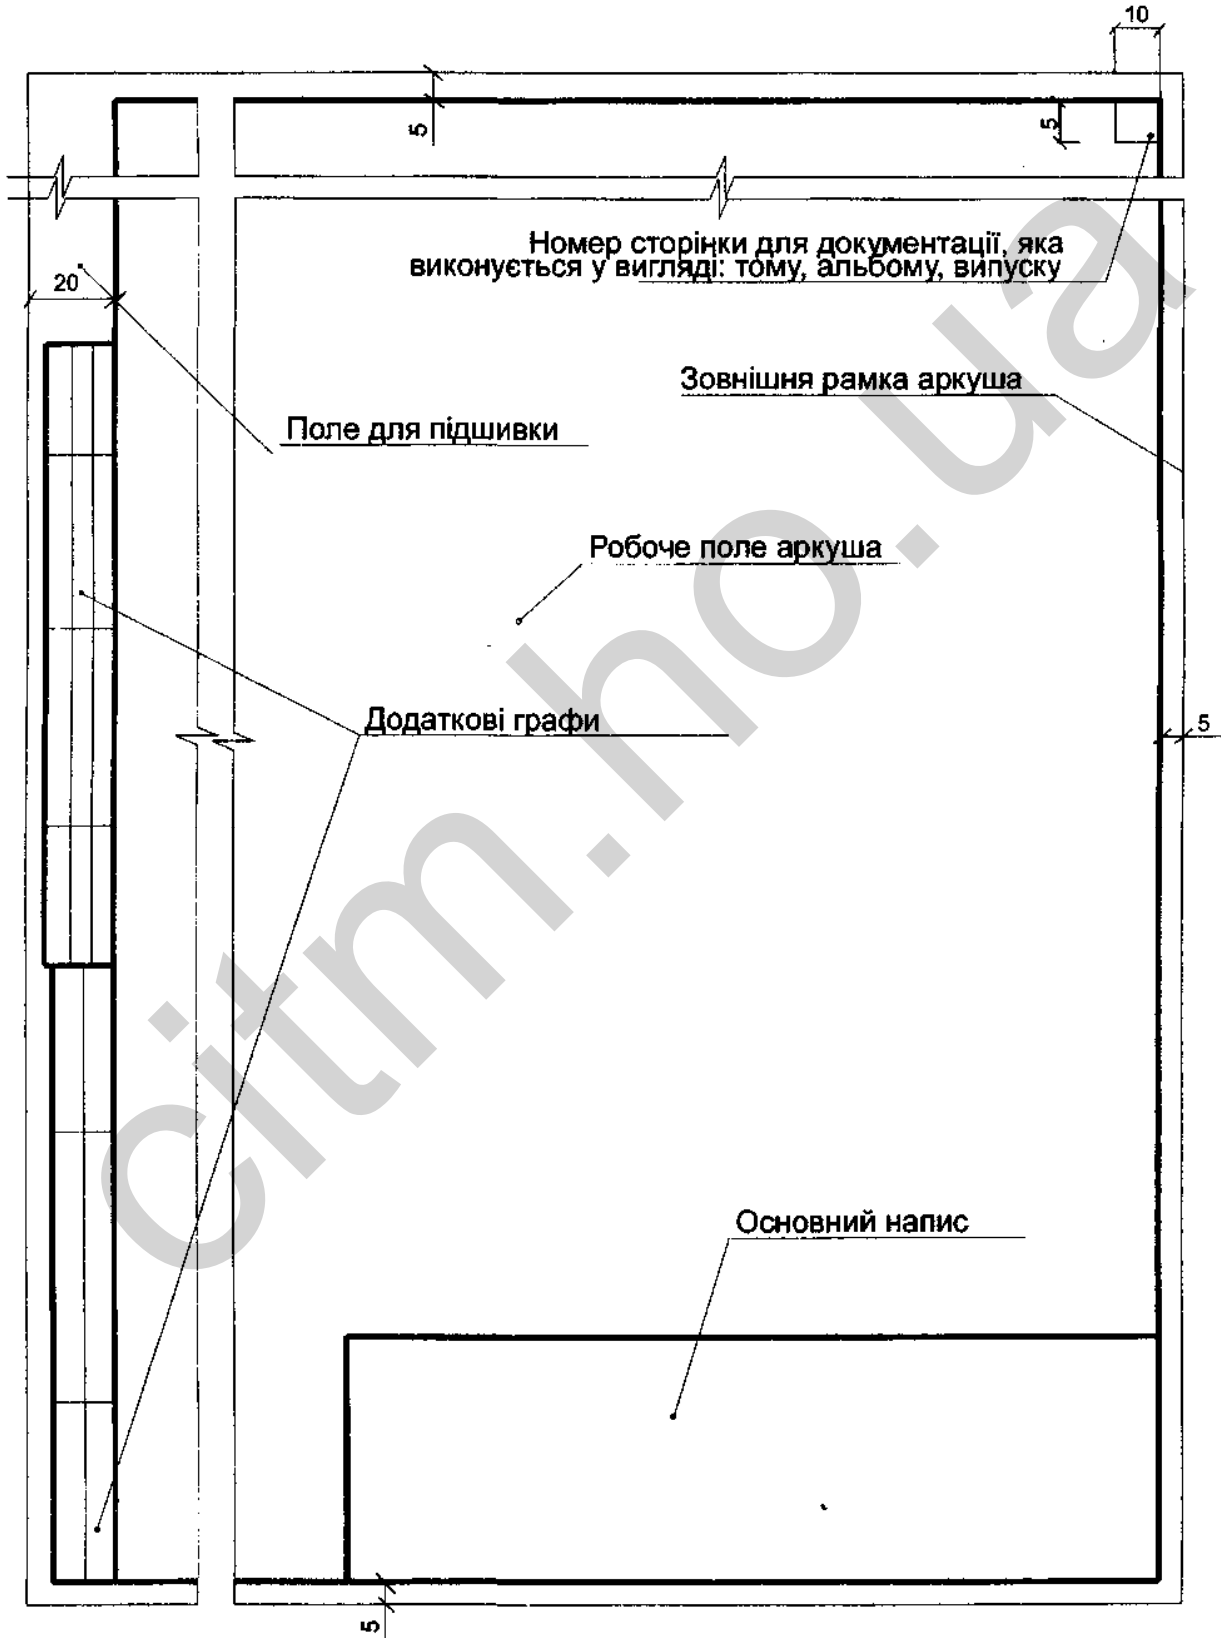 10
5
5
Номер сторінки для документації, яка
виконується у вигляді: тому, альбому, випуску
20
Зовнішня рамка аркуша
Поле для підшивки
Робоче поле аркуша
Додаткові графи
5
Основний напис
5
citm.ho.ua